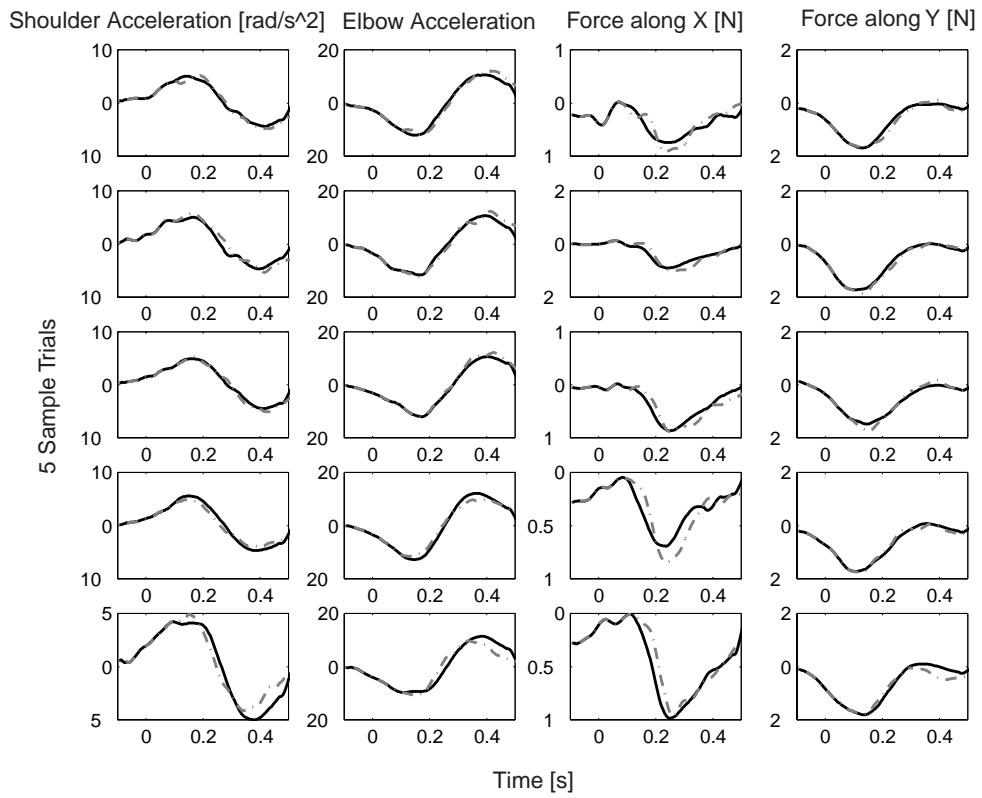 Shoulder Acceleration [rad/s^2] Elbow Acceleration Force along X [N] Force along Y [N]
10 20 1 2
0 0 0 0
10 20 1 2
0 0.2 0.4 0 0.2 0.4 0 0.2 0.4 0 0.2 0.4
10 20 2 2
0 0 0 0
10 20 2 2
0 0.2 0.4 0 0.2 0.4 0 0.2 0.4 0 0.2 0.4
5 Sample Trials
10 20 1 2
0 0 0 0
10 20 1 2
0 0.2 0.4 0 0.2 0.4 0 0.2 0.4 0 0.2 0.4
10 20 0 2
0 0 0.5 0
10 20 1 2
0 0.2 0.4 0 0.2 0.4 0 0.2 0.4 0 0.2 0.4
5 20 0 2
0 0 0.5 0
5 20 1 2
0 0.2 0.4 0 0.2 0.4 0 0.2 0.4 0 0.2 0.4
Time [s]